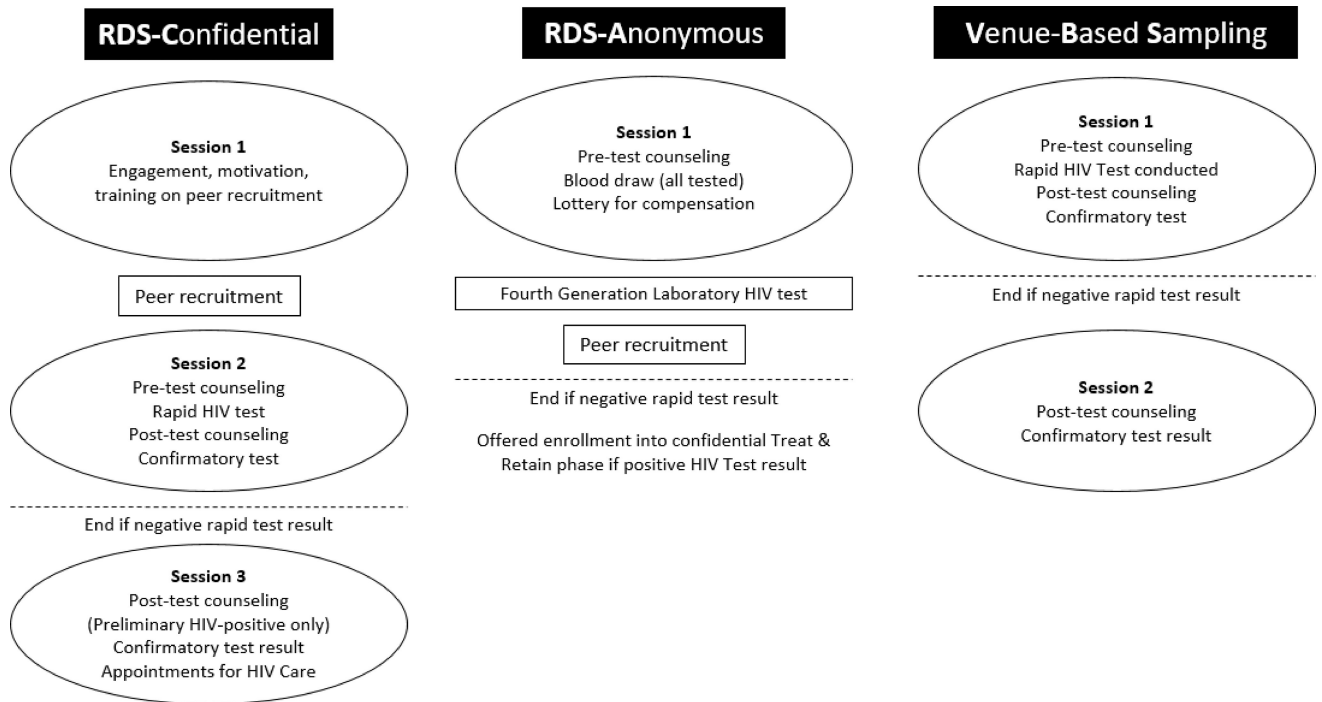 RDS-Confidential
Session 1
Engagement, motivation,
training on peer recruitment
Peer recruitment
Session 2
Pre-test counseling
Rapid HIV test
Post-test counseling
Confirmatory test
End if negative rapid test result
Session 3
Post-test counseling
(Preliminary HIV-positive only)
Confirmatory test result
Appointments for HIV Care
RDS-Anonymous
Session 1
Pre-test counseling
Blood draw (all tested)
Lottery for compensation
Fourth Generation Laboratory HIV test
Peer recruitment
End if negative rapid test result
Offered enrollment into confidential Treat &
Retain phase if positive HIV Test result
Venue-Based Sampling
Session 1
Pre-test counseling
Rapid HIV Test conducted
Post-test counseling
Confirmatory test
End if negative rapid test result
Session 2
Post-test counseling
Confirmatory test result